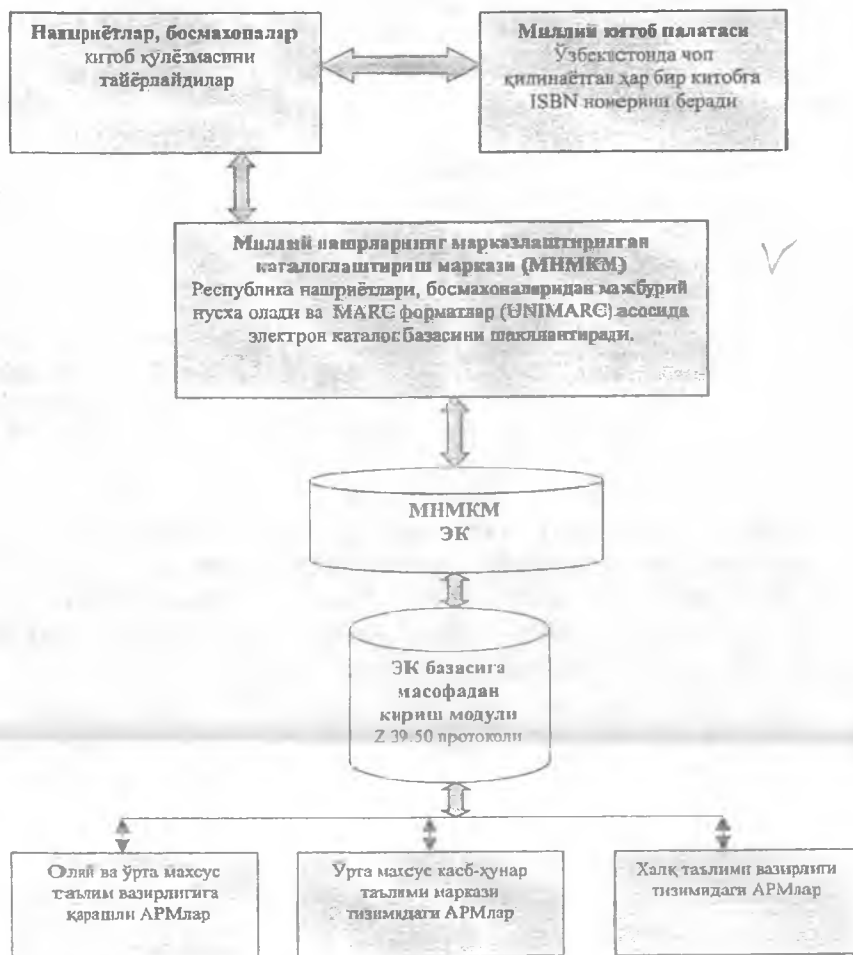 Нашриётлар, босмахоналар
китоб қўлёзмасини
тайёрлайдилар
Миллий китоб палатаси
Ўзбекистонда чоп
қилинаётган ҳар бир китобга
ISBN номерини беради
Миллий нашрларнинг марказлаштирилган
каталоглаштириш маркази (МНМКМ)
Республика нашриётлари, босмахоналаридан мажбурий
нусха олади ва MARC форматлар (UNIMARC) асосида
электрон каталог базасини шакллантиради.
МНМКМ
ЭК
ЭК базасига
масофадан
кириш модули
Z 39.50 протоколи
Олий ва ўрта махсус
таълим вазирлигига
қарашли АРМлар
Ўрта махсус касб-ҳунар
таълими маркази
тизимидаги АРМлар
Халқ таълими вазирлиги
тизимидаги АРМлар